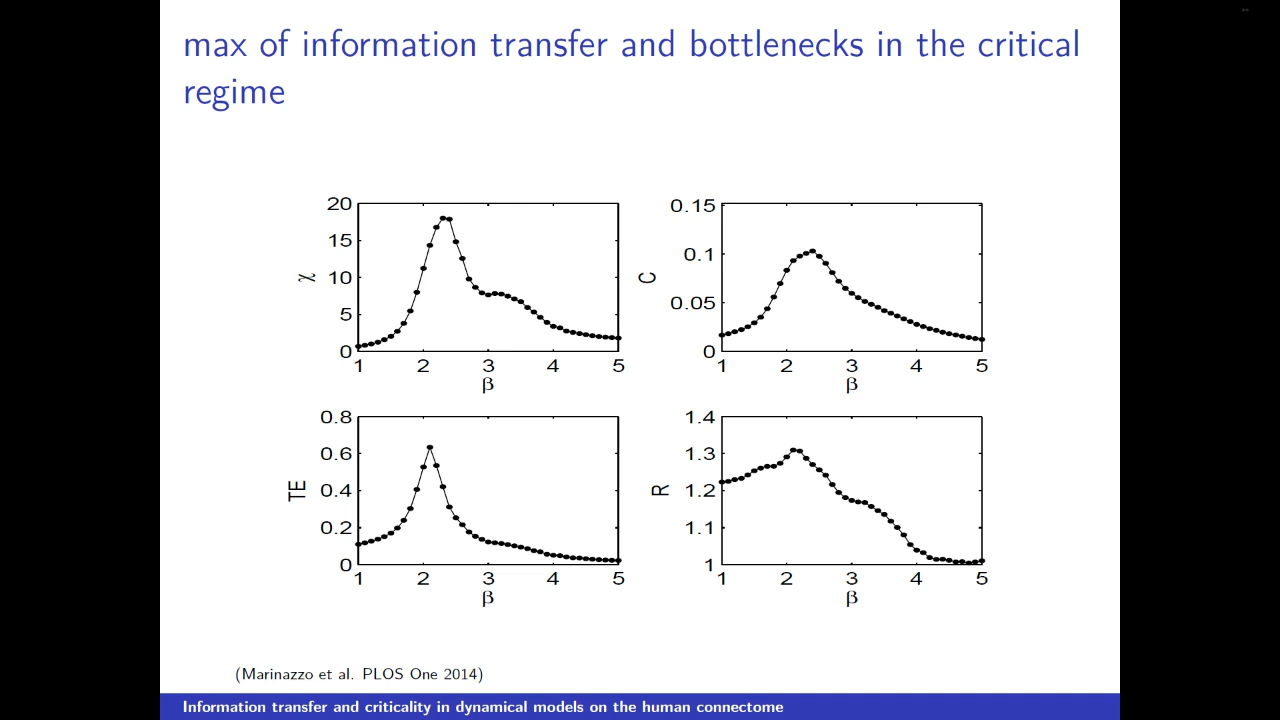 max of information transfer and bottlenecks in the critical
regime
20
15
10
5
0
χ
1 2 3 4 5
β
0.15
0.1
0.05
0
C
1 2 3 4 5
β
0.8
0.6
0.4
0.2
0
TE
1 2 3 4 5
β
1.4
1.3
1.2
1.1
1
R
1 2 3 4 5
β
(Marinazzo et al. PLOS One 2014)
Information transfer and criticality in dynamical models on the human connectome